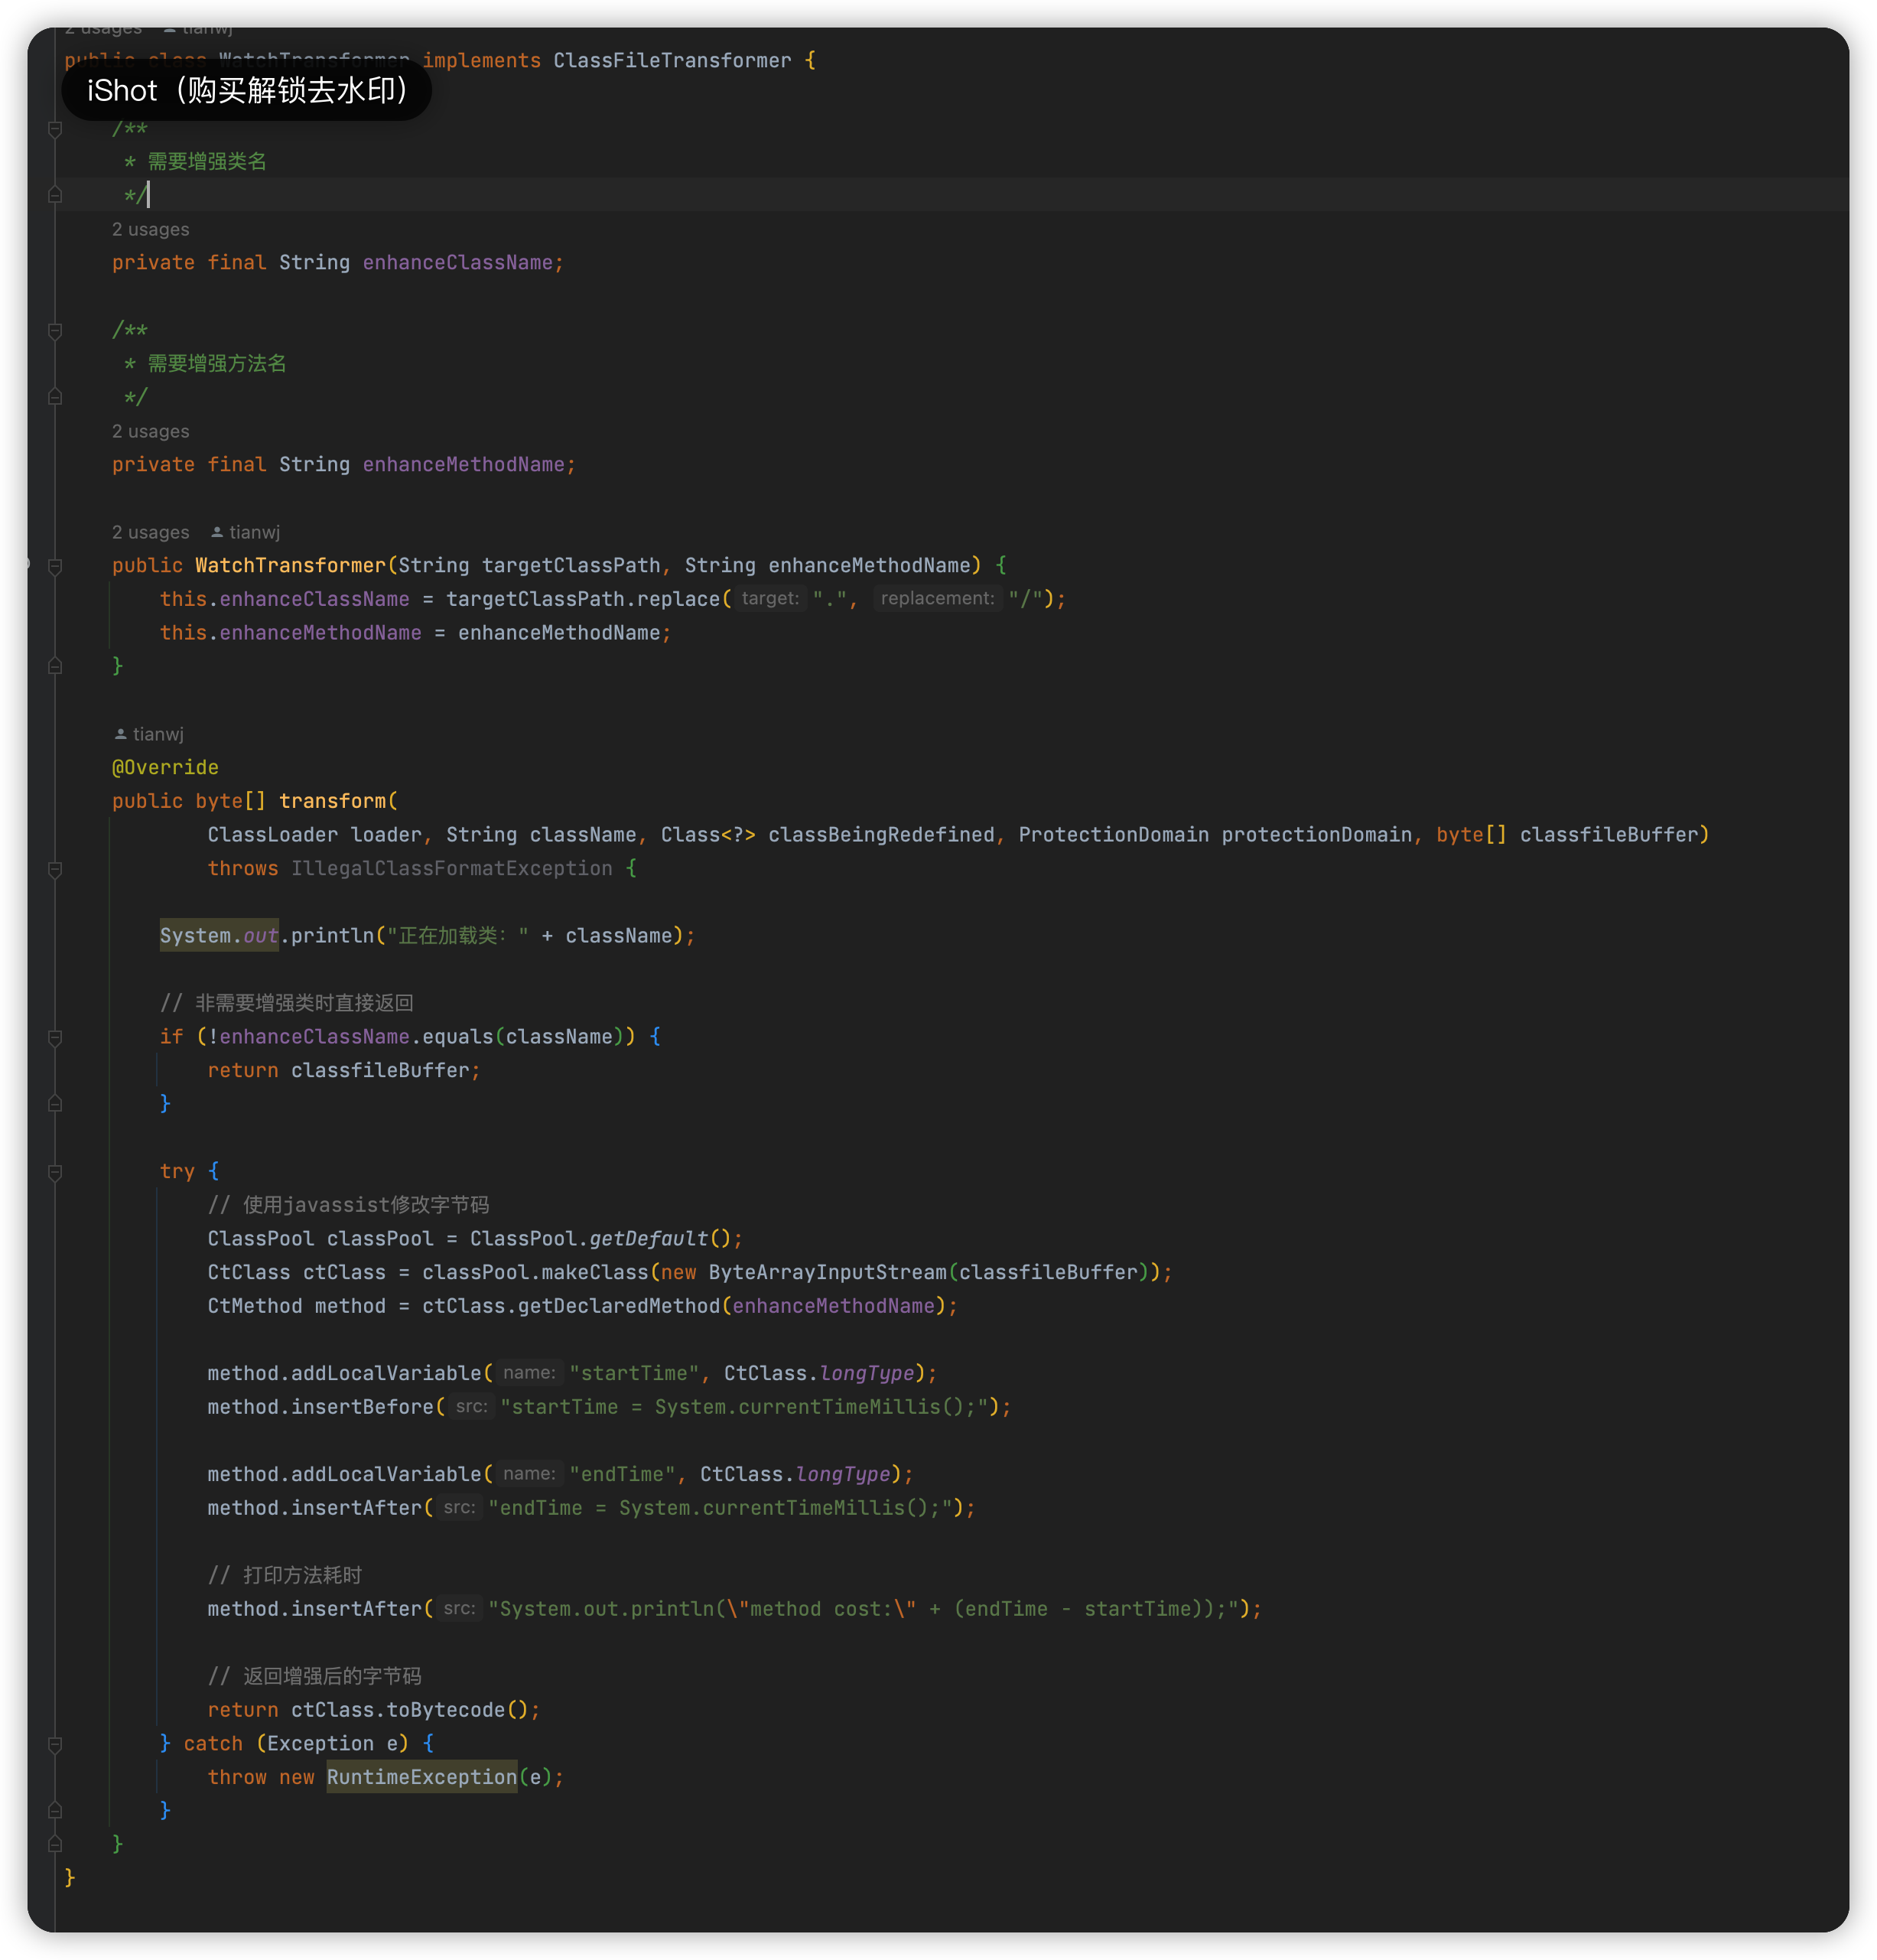 2 usages tianwj
public class WatchTransformer implements ClassFileTransformer {
iShot（购买解锁去水印）
/**
* 需要增强类名
*/
2 usages
private final String enhanceClassName;
/**
* 需要增强方法名
*/
2 usages
private final String enhanceMethodName;
2 usages tianwj
public WatchTransformer(String targetClassPath, String enhanceMethodName) {
this.enhanceClassName = targetClassPath.replace( target: ".", replacement: "/");
this.enhanceMethodName = enhanceMethodName;
}
tianwj
@Override
public byte[] transform(
ClassLoader loader, String className, Class<?> classBeingRedefined, ProtectionDomain protectionDomain, byte[] classfileBuffer)
throws IllegalClassFormatException {
System.out.println("正在加载类：" + className);
// 非需要增强类时直接返回
if (!enhanceClassName.equals(className)) {
return classfileBuffer;
}
try {
// 使用javassist修改字节码
ClassPool classPool = ClassPool.getDefault();
CtClass ctClass = classPool.makeClass(new ByteArrayInputStream(classfileBuffer));
CtMethod method = ctClass.getDeclaredMethod(enhanceMethodName);
method.addLocalVariable( name: "startTime", CtClass.longType);
method.insertBefore( src: "startTime = System.currentTimeMillis();");
method.addLocalVariable( name: "endTime", CtClass.longType);
method.insertAfter( src: "endTime = System.currentTimeMillis();");
// 打印方法耗时
method.insertAfter( src: "System.out.println(\"method cost:\" + (endTime - startTime));");
// 返回增强后的字节码
return ctClass.toBytecode();
} catch (Exception e) {
throw new RuntimeException(e);
}
}
}